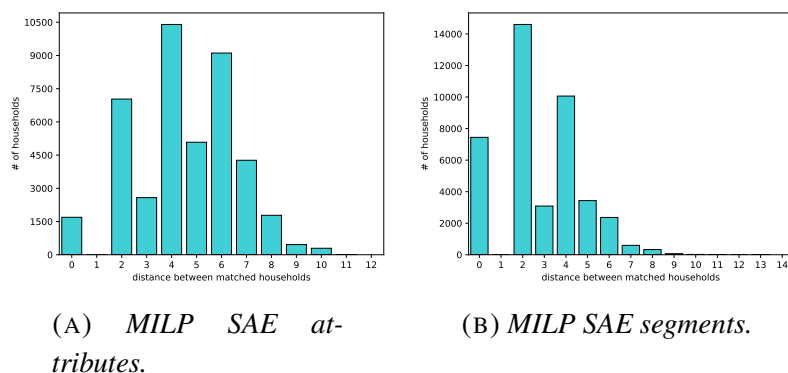 10500
9000
7500
6000
4500
3000
1500
0
# of households
0 1 2 3 4 5 6 7 8 9 10 11 12
distance between matched households
(A) MILP SAE at-
tributes.
14000
12000
10000
8000
6000
4000
2000
0
# of households
0 1 2 3 4 5 6 7 8 9 10 11 12 13 14
distance between matched households
(B) MILP SAE segments.